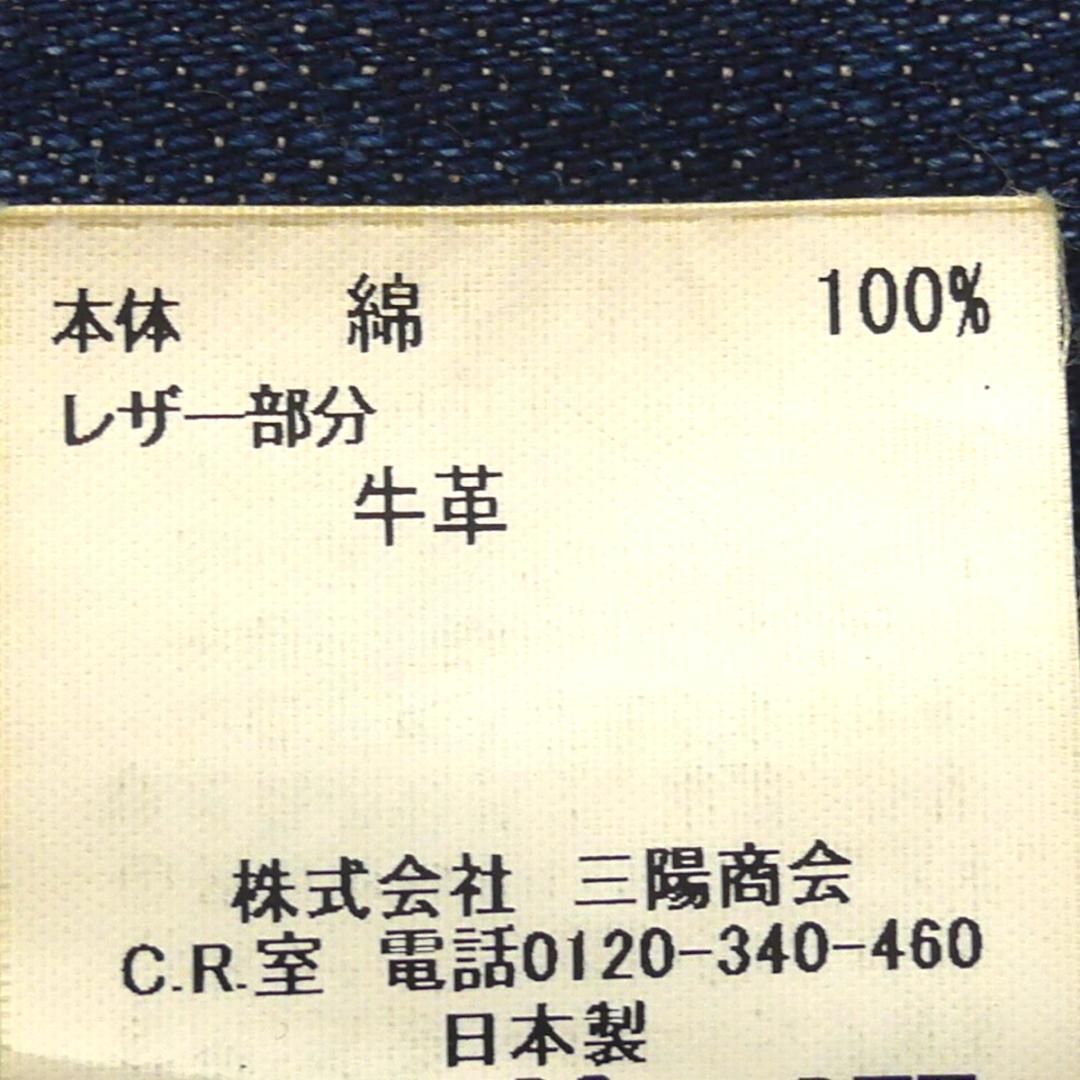 本体 綿 100%
レザー部分
牛革
株式会社 三陽商会
C.R.室 電話0120-340-460
日本製